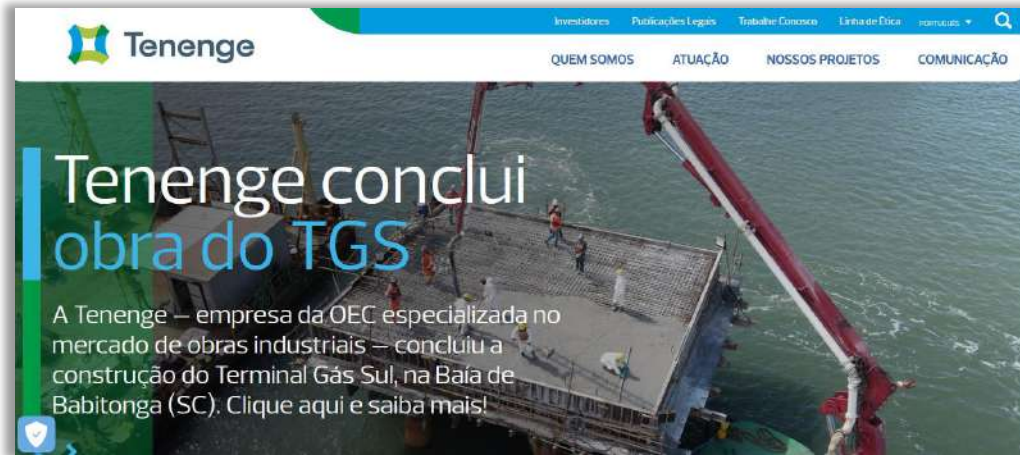 Investidores Publicações Legais Trabalhe Conosco Linha de Ética PORTUGUÊS
Tenenge
QUEM SOMOS ATUAÇÃO NOSSOS PROJETOS COMUNICAÇÃO
Tenenge conclui
obra do TGS
A Tenenge – empresa da OEC especializada no
mercado de obras industriais – concluiu a
construção do Terminal Gás Sul, na Baía de
Babitonga (SC). Clique aqui e saiba mais!